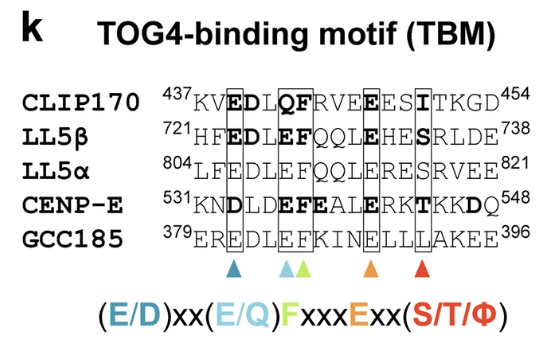 k
TOG4-binding motif (TBM)
CLIP170 437KVEDLQFRVEEESITKGD454
LL5β 721HFEDLEFQQLEHESRLDE738
LL5α 804LFEDLEFQQLERESRVEE821
CENP-E 531KNDLDEFEALERKTKKDQ548
GCC185 379EREDLEFKINELLLAKEE396
(E/D)xx(E/Q)FxxxExx(S/T/Φ)